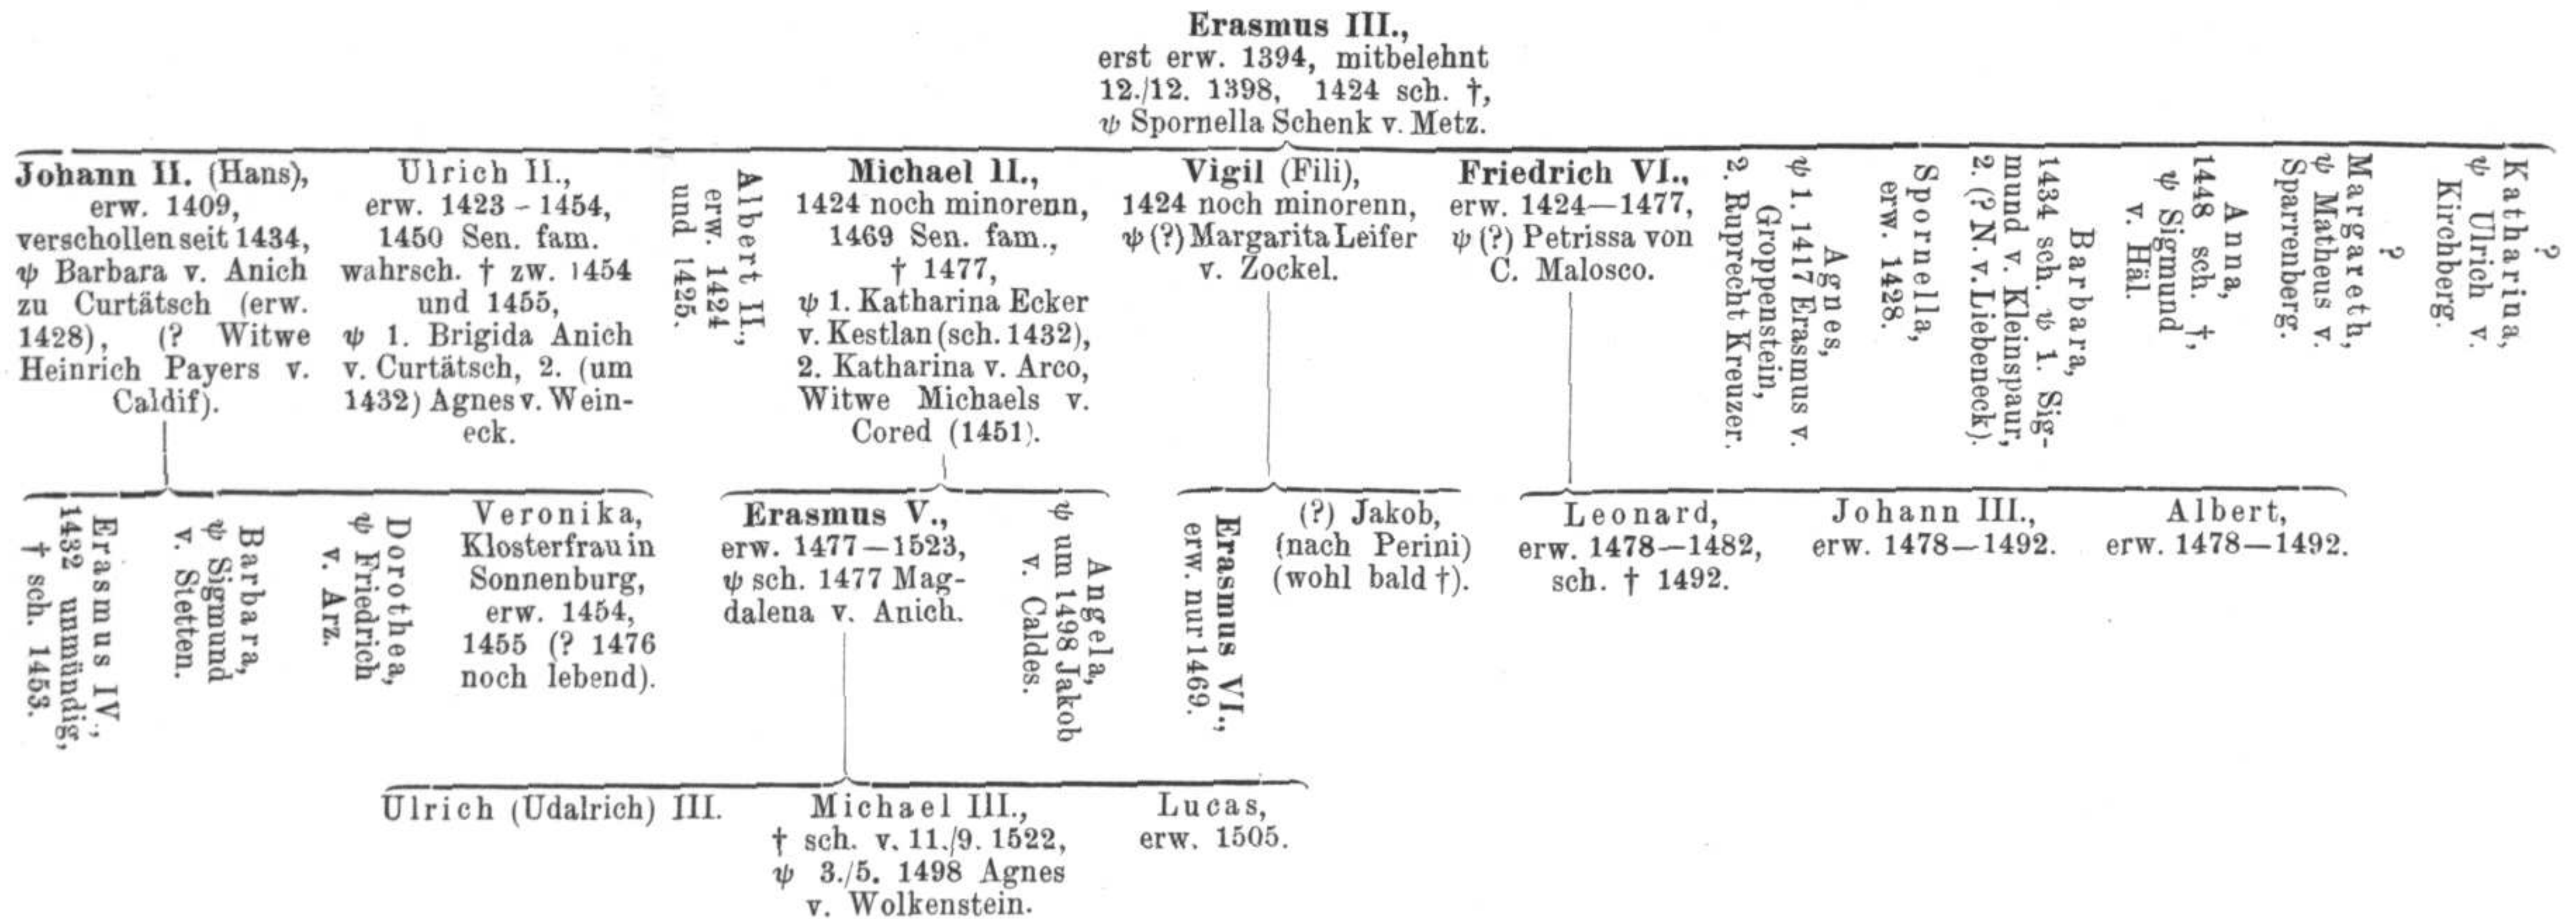 Erasmus III.,
erst erw. 1394, mitbelehnt
12./12. 1398, 1424 sch. †,
ψ Spornella Schenk v. Metz.
Johann II. (Hans),
erw. 1409,
verschollen seit 1434,
ψ Barbara v. Anich
zu Curtätsch (erw.
1428), (? Witwe
Heinrich Payers v.
Caldif).
Ulrich II.,
erw. 1423-1454,
1450 Sen. fam.
wahrsch. † zw. 1454
und 1455,
ψ 1. Brigida Anich
v. Curtätsch, 2. (um
1432) Agnes v. Wein-
eck.
Albert II.,
erw. 1424
und 1425.
Michael II.,
1424 noch minorenn,
1469 Sen. fam.,
† 1477,
ψ 1. Katharina Ecker
v. Kestlan (sch. 1432),
2. Katharina v. Arco,
Witwe Michaels v.
Cored (1451).
Vigil (Fili),
1424 noch minorenn,
ψ (?) Margarita Leifer
v. Zockel.
Friedrich VI.,
erw. 1424—1477,
ψ (?) Petrissa von
C. Malosco.
Agnes,
ψ 1. 1417 Erasmus v.
Groppenstein,
2. Ruprecht Kreuzer.
Spornella,
erw. 1428.
Barbara,
1434 sch. ψ 1. Sig-
mund v. Kleinspaur,
2. (? N. v. Liebeneck).
Anna,
1448 sch. †,
ψ Sigmund
v. Häl.
?
Margareth,
ψ Matheus v.
Sparrenberg.
?
Katharina,
ψ Ulrich v.
Kirchberg.
Erasmus IV.,
1432 unmündig,
† sch. 1453.
Barbara,
ψ Sigmund
v. Stetten.
Dorothea,
ψ Friedrich
v. Arz.
Veronika,
Klosterfrau in
Sonnenburg,
erw. 1454,
1455 (? 1476
noch lebend).
Erasmus V.,
erw. 1477—1523,
ψ sch. 1477 Mag-
dalena v. Anich.
Angela,
ψ um 1498 Jakob
v. Caldes.
Erasmus VI.,
erw. nur 1469.
(?) Jakob,
(nach Perini)
(wohl bald †).
Leonard,
erw. 1478—1482,
sch. † 1492.
Johann III.,
erw. 1478—1492.
Albert,
erw. 1478—1492.
Ulrich (Udalrich) III.
Michael III.,
† sch. v. 11./9. 1522,
ψ 3./5. 1498 Agnes
v. Wolkenstein.
Lucas,
erw. 1505.